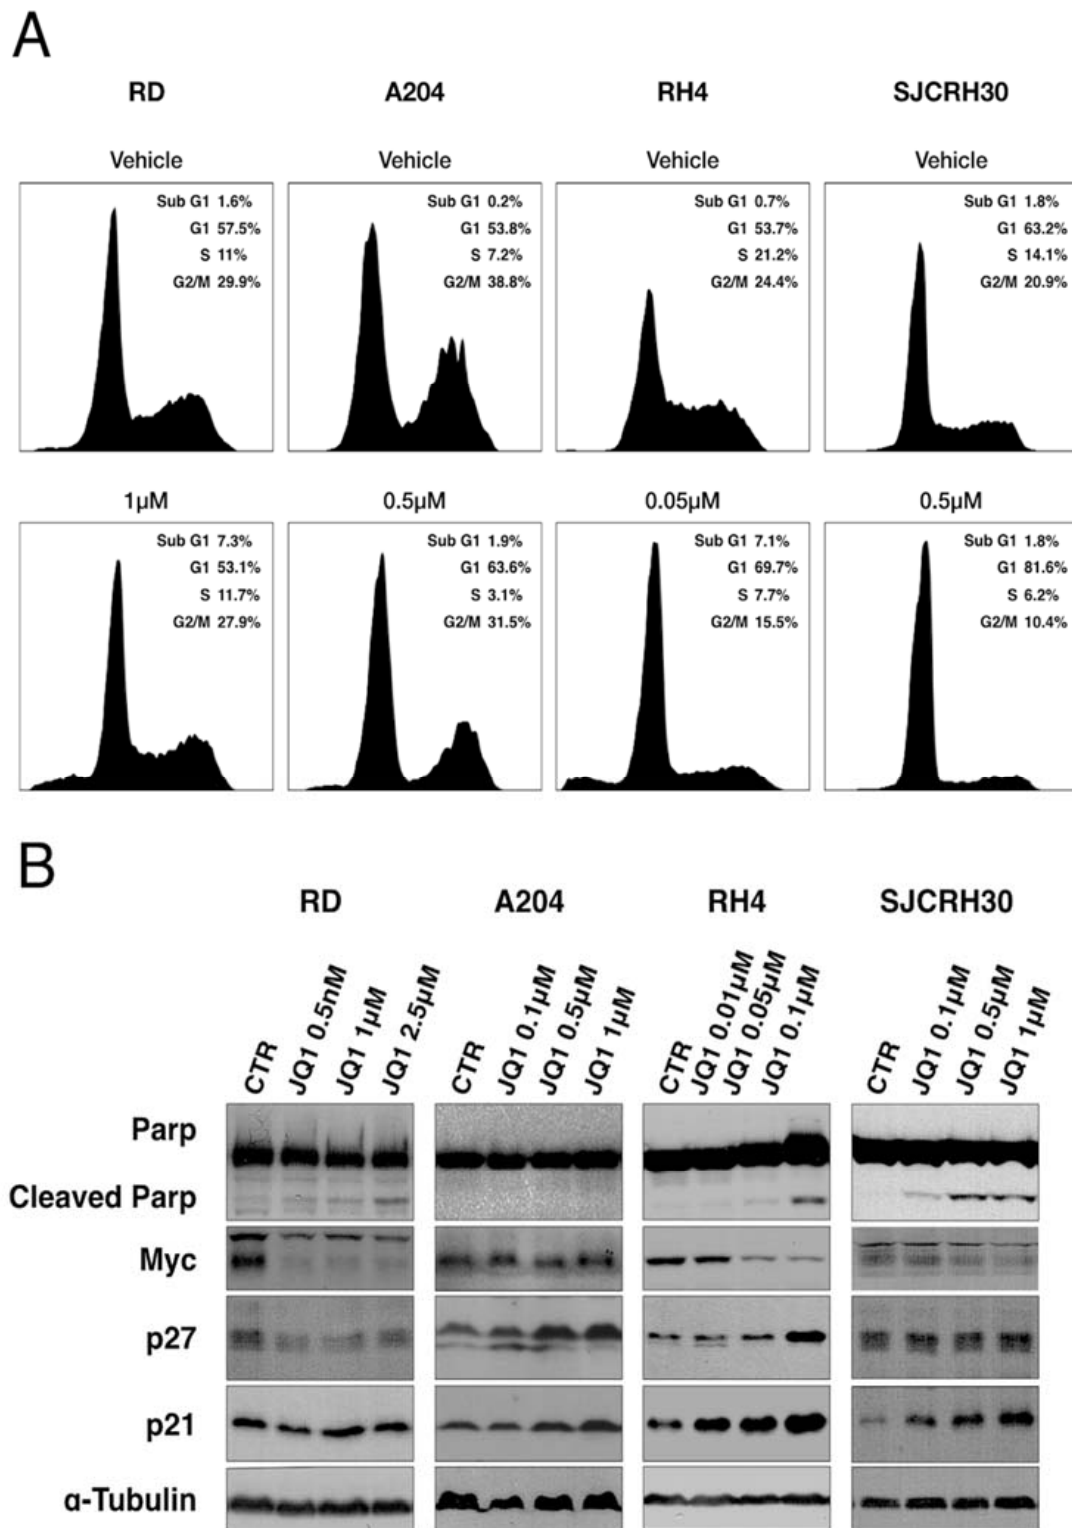 A
RD A204 RH4 SJCRH30
Vehicle Vehicle Vehicle Vehicle
Sub G1 1.6% Sub G1 0.2% Sub G1 0.7% Sub G1 1.8%
G1 57.5% G1 53.8% G1 53.7% G1 63.2%
S 11% S 7.2% S 21.2% S 14.1%
G2/M 29.9% G2/M 38.8% G2/M 24.4% G2/M 20.9%
1µM 0.5µM 0.05µM 0.5µM
Sub G1 7.3% Sub G1 1.9% Sub G1 7.1% Sub G1 1.8%
G1 53.1% G1 63.6% G1 69.7% G1 81.6%
S 11.7% S 3.1% S 7.7% S 6.2%
G2/M 27.9% G2/M 31.5% G2/M 15.5% G2/M 10.4%
B
RD A204 RH4 SJCRH30
CTR JQ1 0.5nM JQ1 1µM JQ1 2.5µM CTR JQ1 0.1µM JQ1 0.5µM JQ1 1µM CTR JQ1 0.01µM JQ1 0.05µM JQ1 0.1µM CTR JQ1 0.1µM JQ1 0.5µM JQ1 1µM
Parp
Cleaved Parp
Myc
p27
p21
α-Tubulin